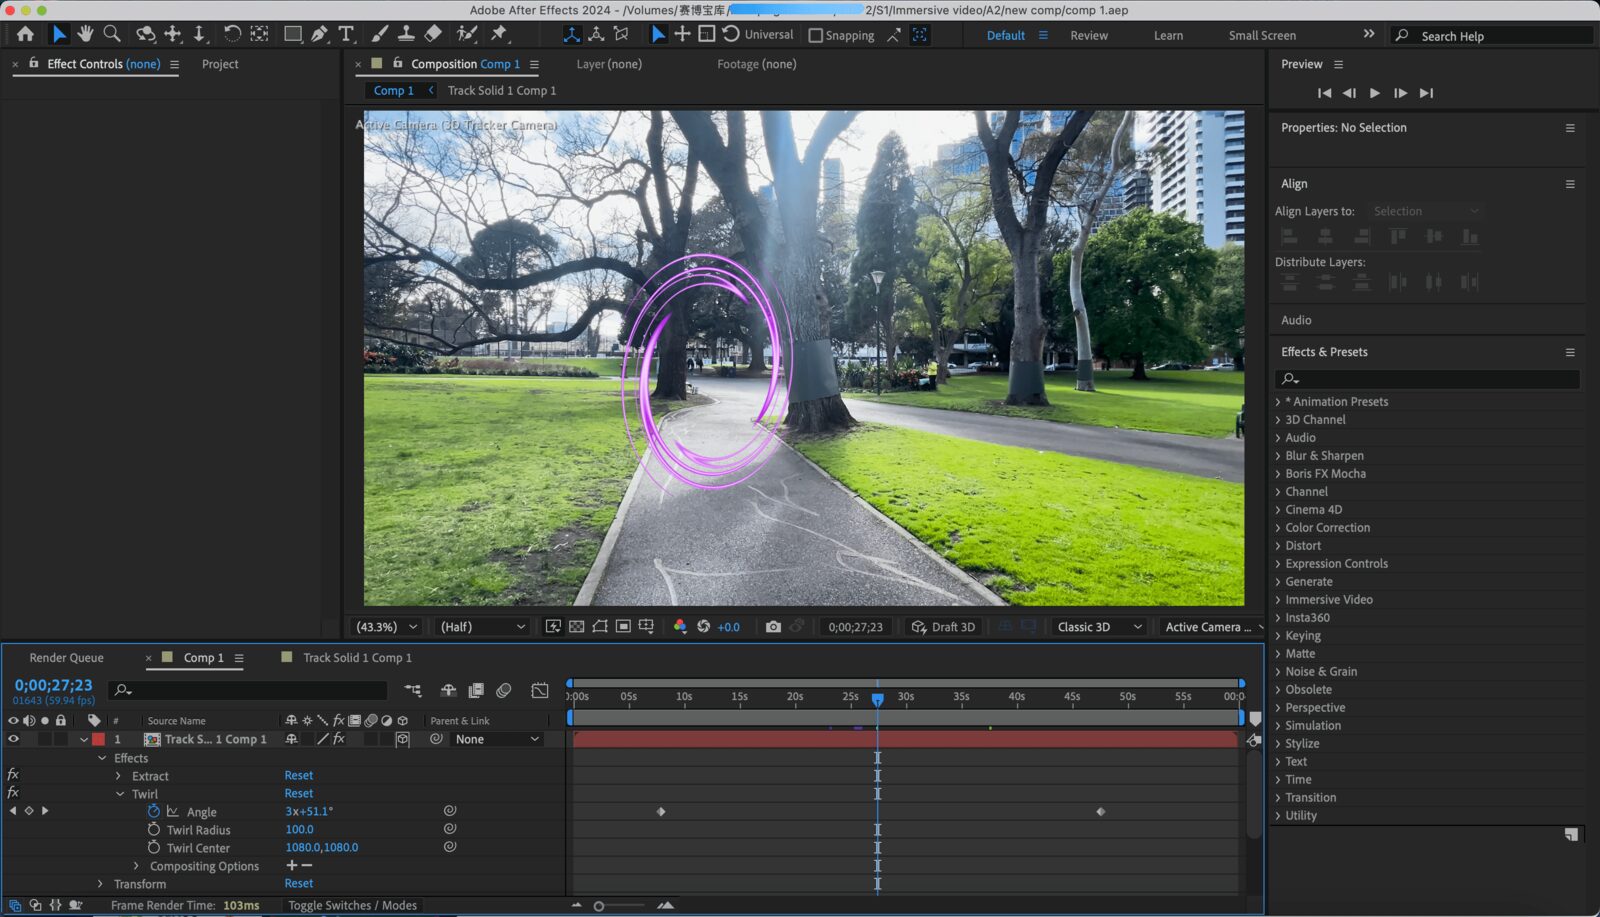 Adobe After Effects 2024 - /Volumes/赛博宝库/ 2/S1/Immersive video/A2/new comp/comp 1.aep
Universal
Snapping
Default
Review
Learn
Small Screen
Search Help
Effect Controls (none)
Project
Composition Comp 1
Layer (none)
Footage (none)
Comp 1
Track Solid 1 Comp 1
Active Camera (3D Tracker Camera)
(43.3%)
(Half)
+0.0
0;00;27;23
Draft 3D
Classic 3D
Active Camera ...
Preview
Properties: No Selection
Align
Align Layers to:
Selection
Distribute Layers:
Audio
Effects & Presets
* Animation Presets
3D Channel
Audio
Blur & Sharpen
Boris FX Mocha
Channel
Cinema 4D
Color Correction
Distort
Expression Controls
Generate
Immersive Video
Insta360
Keying
Matte
Noise & Grain
Obsolete
Perspective
Simulation
Stylize
Text
Time
Transition
Utility
Render Queue
Comp 1
Track Solid 1 Comp 1
0;00;27;23
01643 (59.94 fps)
0:00s 05s 10s 15s 20s 25s 30s 35s 40s 45s 50s 55s 00:0
# Source Name
fx
Parent & Link
1 Track S... 1 Comp 1
fx
None
Effects
fx Extract Reset
fx Twirl Reset
Angle 3x+51.1°
Twirl Radius 100.0
Twirl Center 1080.0,1080.0
Compositing Options + −
Transform Reset
Frame Render Time: 103ms
Toggle Switches / Modes